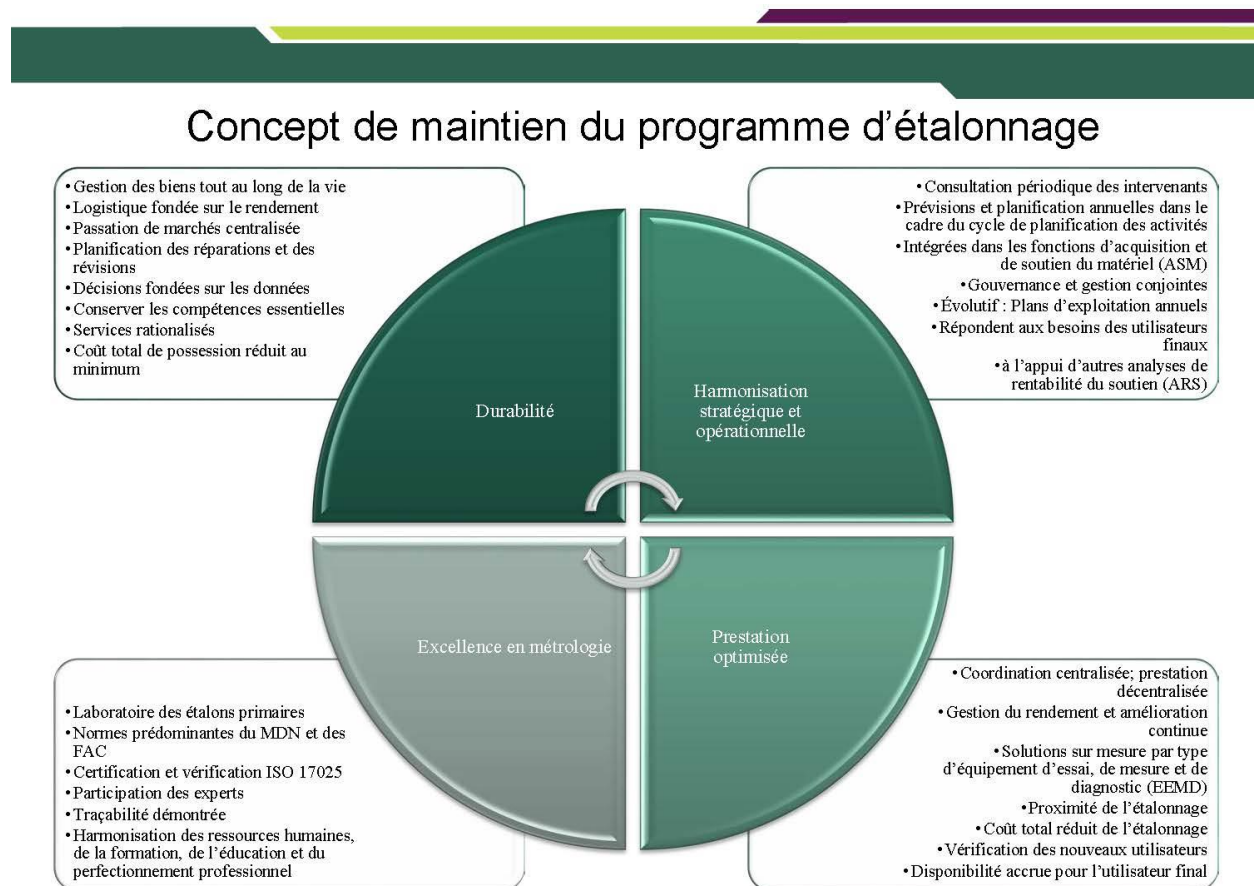 Concept de maintien du programme d'étalonnage
•Gestion des biens tout au long de la vie
•Logistique fondée sur le rendement
•Passation de marchés centralisée
•Planification des réparations et des
révisions
•Décisions fondées sur les données
•Conserver les compétences essentielles
•Services rationalisés
•Coût total de possession réduit au
minimum
•Consultation périodique des intervenants
•Prévisions et planification annuelles dans le
cadre du cycle de planification des activités
•Intégrées dans les fonctions d'acquisition et
de soutien du matériel (ASM)
•Gouvernance et gestion conjointes
•Évolutif : Plans d'exploitation annuels
•Répondent aux besoins des utilisateurs
finaux
•à l'appui d'autres analyses de
rentabilité du soutien (ARS)
Durabilité
Harmonisation
stratégique et
opérationnelle
Excellence en métrologie
Prestation
optimisée
•Laboratoire des étalons primaires
•Normes prédominantes du MDN et des
FAC
•Certification et vérification ISO 17025
•Participation des experts
•Traçabilité démontrée
•Harmonisation des ressources humaines,
de la formation, de l'éducation et du
perfectionnement professionnel
•Coordination centralisée; prestation
décentralisée
•Gestion du rendement et amélioration
continue
•Solutions sur mesure par type
d'équipement d'essai, de mesure et de
diagnostic (EEMD)
•Proximité de l'étalonnage
•Coût total réduit de l'étalonnage
•Vérification des nouveaux utilisateurs
•Disponibilité accrue pour l'utilisateur final